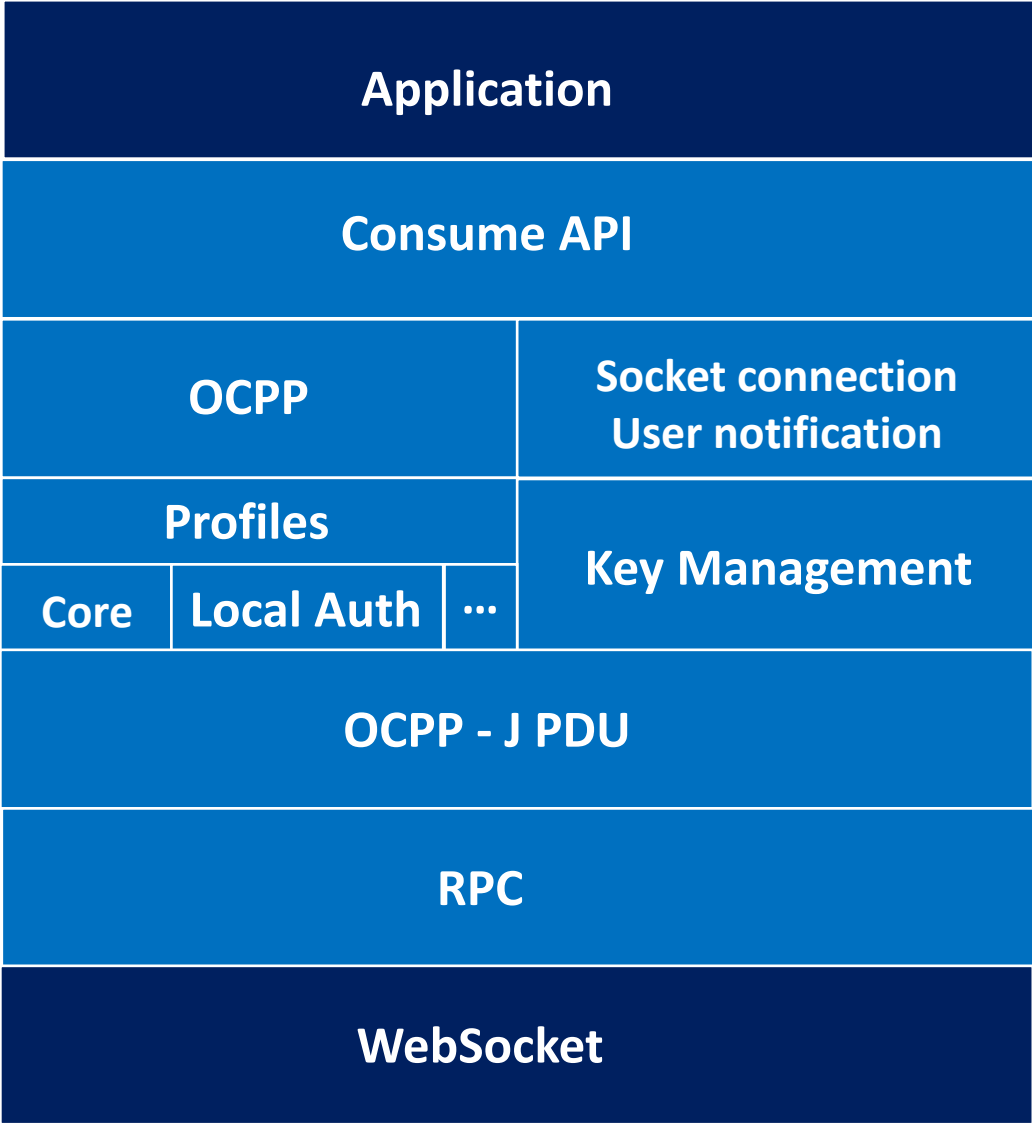 Application
Consume API
OCPP
Socket connection
User notification
Profiles
Key Management
Core
Local Auth
...
OCPP - J PDU
RPC
WebSocket